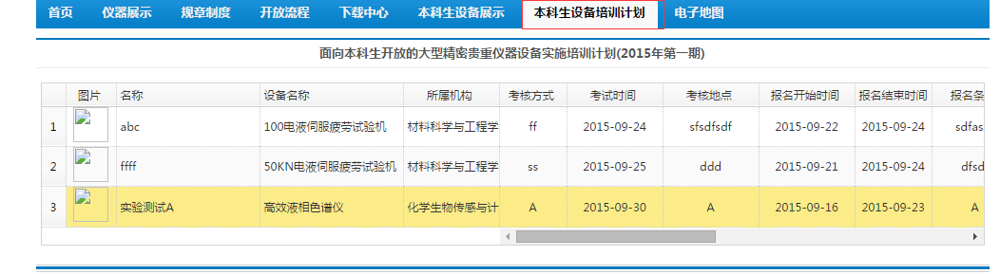 首页 仪器展示 规章制度 开放流程 下载中心 本科生设备展示 本科生设备培训计划 电子地图
面向本科生开放的大型精密贵重仪器设备实施培训计划(2015年第一期)
图片 名称 设备名称 所属机构 考核方式 考试时间 考核地点 报名开始时间 报名结束时间 报名条
1 abc 100电液伺服疲劳试验机 材料科学与工程学 ff 2015-09-24 sfsdfsdf 2015-09-22 2015-09-24 sdfas
2 ffff 50KN电液伺服疲劳试验机 材料科学与工程学 ss 2015-09-25 ddd 2015-09-21 2015-09-24 dfsd
3 实验测试A 高效液相色谱仪 化学生物传感与计 A 2015-09-30 A 2015-09-16 2015-09-23 A